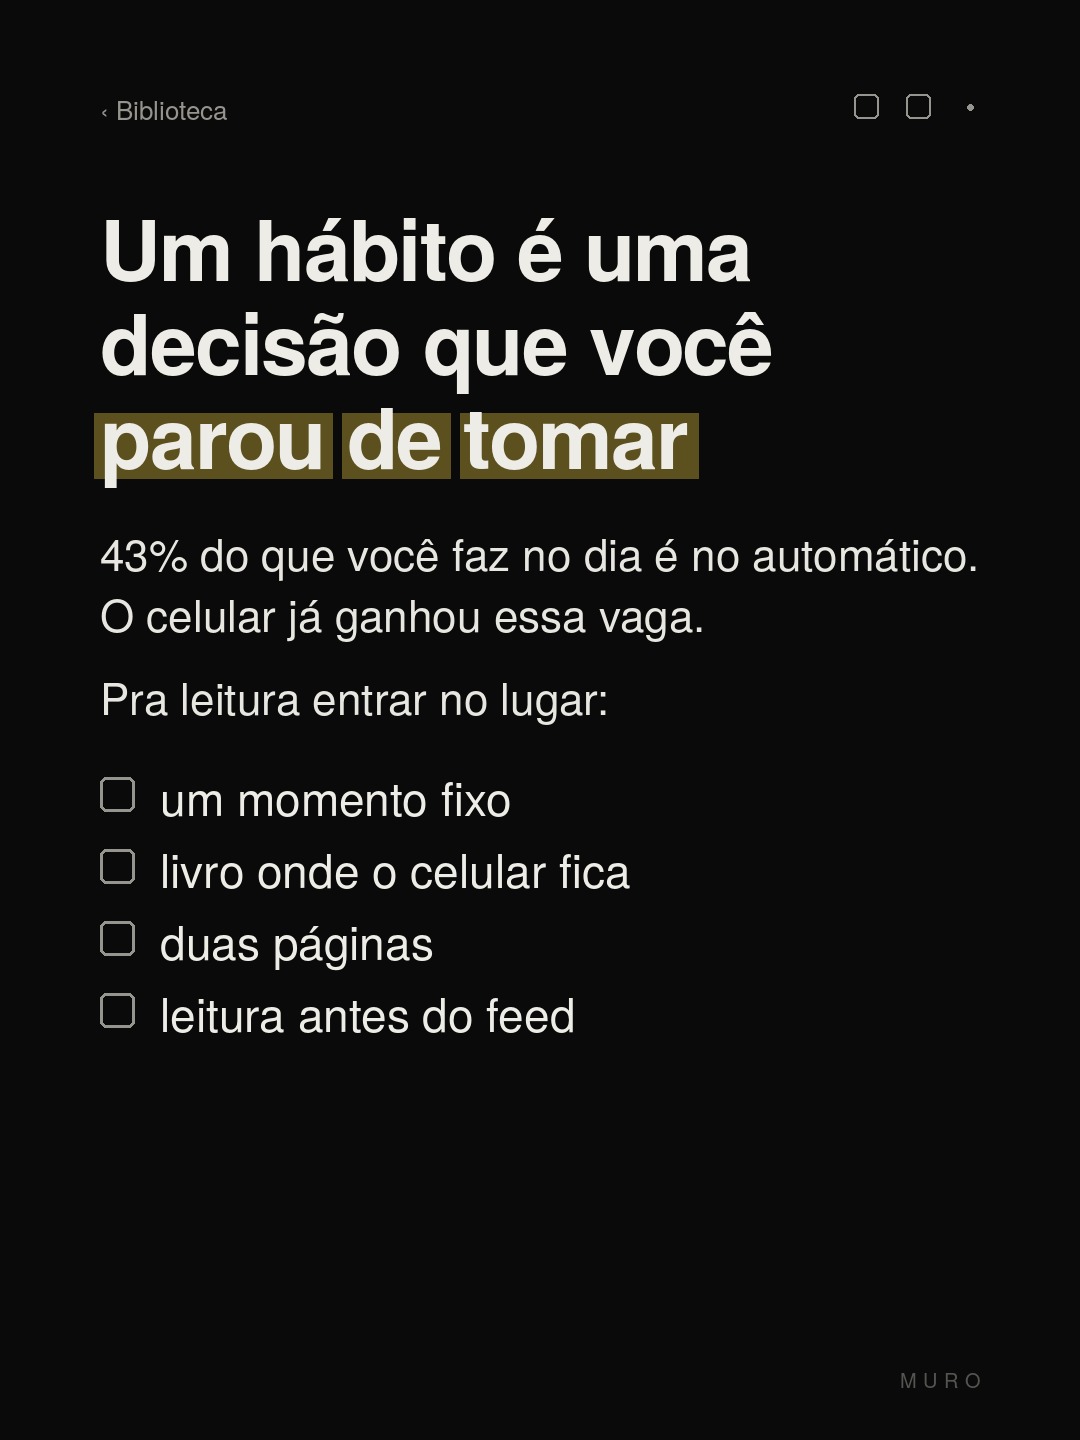 ‹ Biblioteca
Um hábito é uma
decisão que você
parou de tomar
43% do que você faz no dia é no automático.
O celular já ganhou essa vaga.
Pra leitura entrar no lugar:
um momento fixo
livro onde o celular fica
duas páginas
leitura antes do feed
MURO